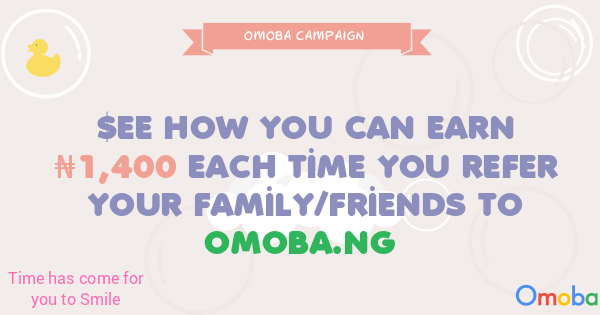 OMOBA CAMPAIGN
$EE HOW YOU CAN EARN
₦1,400 EACH TIME YOU REFER
YOUR FAMILY/FRIENDS TO
OMOBA.NG
Time has come for
you to Smile
Omoba